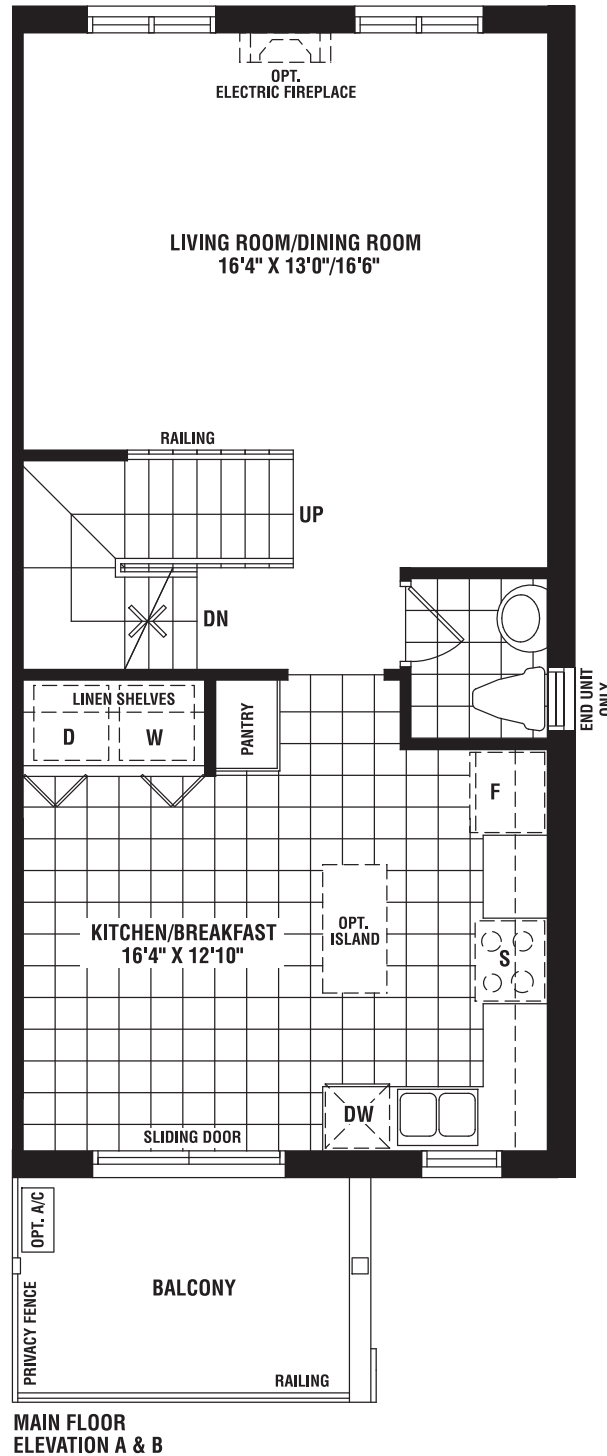 OPT.
ELECTRIC FIREPLACE
LIVING ROOM/DINING ROOM
16'4" X 13'0"/16'6"
RAILING
UP
DN
LINEN SHELVES
D
W
PANTRY
END UNIT
ONLY
F
KITCHEN/BREAKFAST
16'4" X 12'10"
OPT.
ISLAND
S
DW
SLIDING DOOR
OPT. A/C
BALCONY
PRIVACY FENCE
RAILING
MAIN FLOOR
ELEVATION A & B